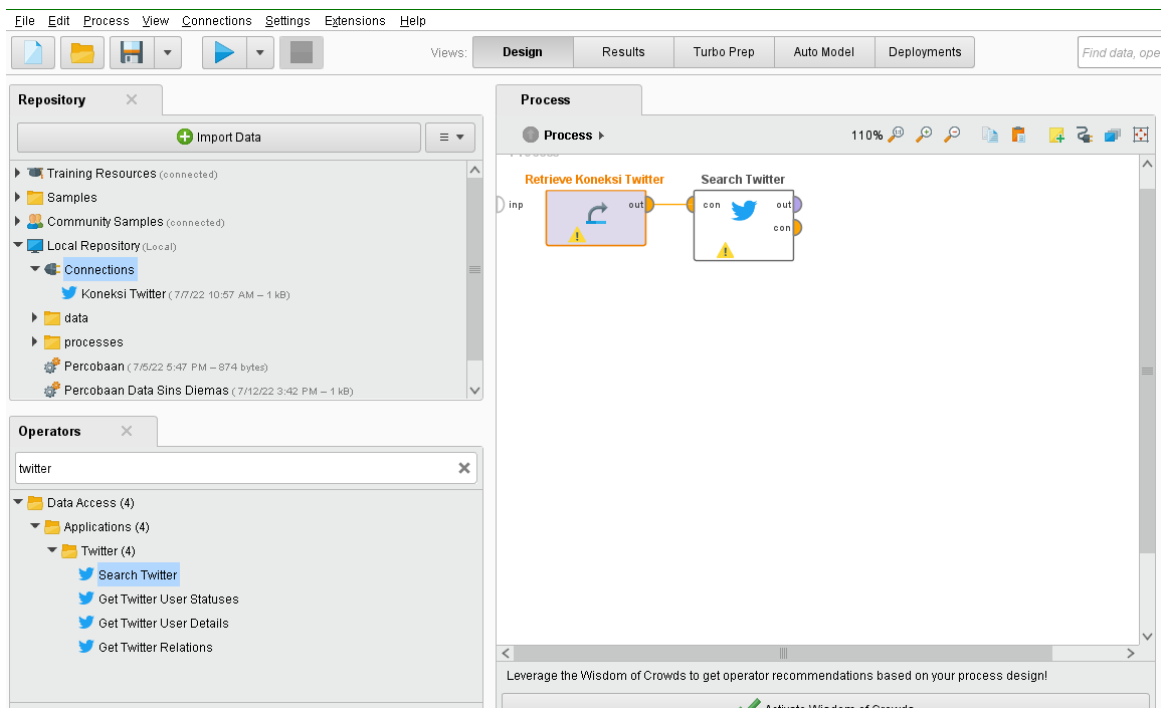 File Edit Process View Connections Settings Extensions Help
Views: Design Results Turbo Prep Auto Model Deployments Find data, ope
Repository
Import Data
Training Resources (connected)
Samples
Community Samples (connected)
Local Repository (Local)
Connections
Koneksi Twitter (7/7/22 10:57 AM – 1 kB)
data
processes
Percobaan (7/5/22 5:47 PM – 874 bytes)
Percobaan Data Sins Diemas (7/12/22 3:42 PM – 1 kB)
Operators
twitter
Data Access (4)
Applications (4)
Twitter (4)
Search Twitter
Get Twitter User Statuses
Get Twitter User Details
Get Twitter Relations
Process
Process 110%
Process
Retrieve Koneksi Twitter Search Twitter
inp out con out
con
Leverage the Wisdom of Crowds to get operator recommendations based on your process design!
Activate Wisdom of Crowds